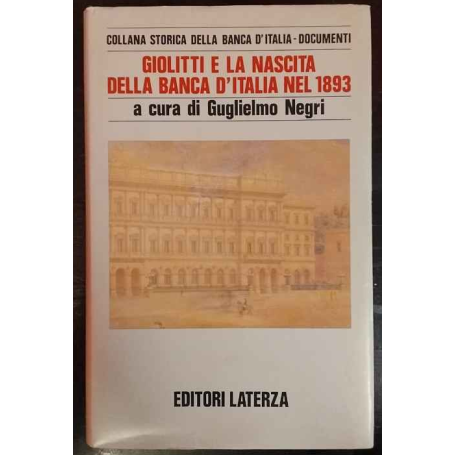 COLLANA STORICA DELLA BANCA D'ITALIA - DOCUMENTI
GIOLITTI E LA NASCITA
DELLA BANCA D'ITALIA NEL 1893
a cura di Guglielmo Negri
EDITORI LATERZA